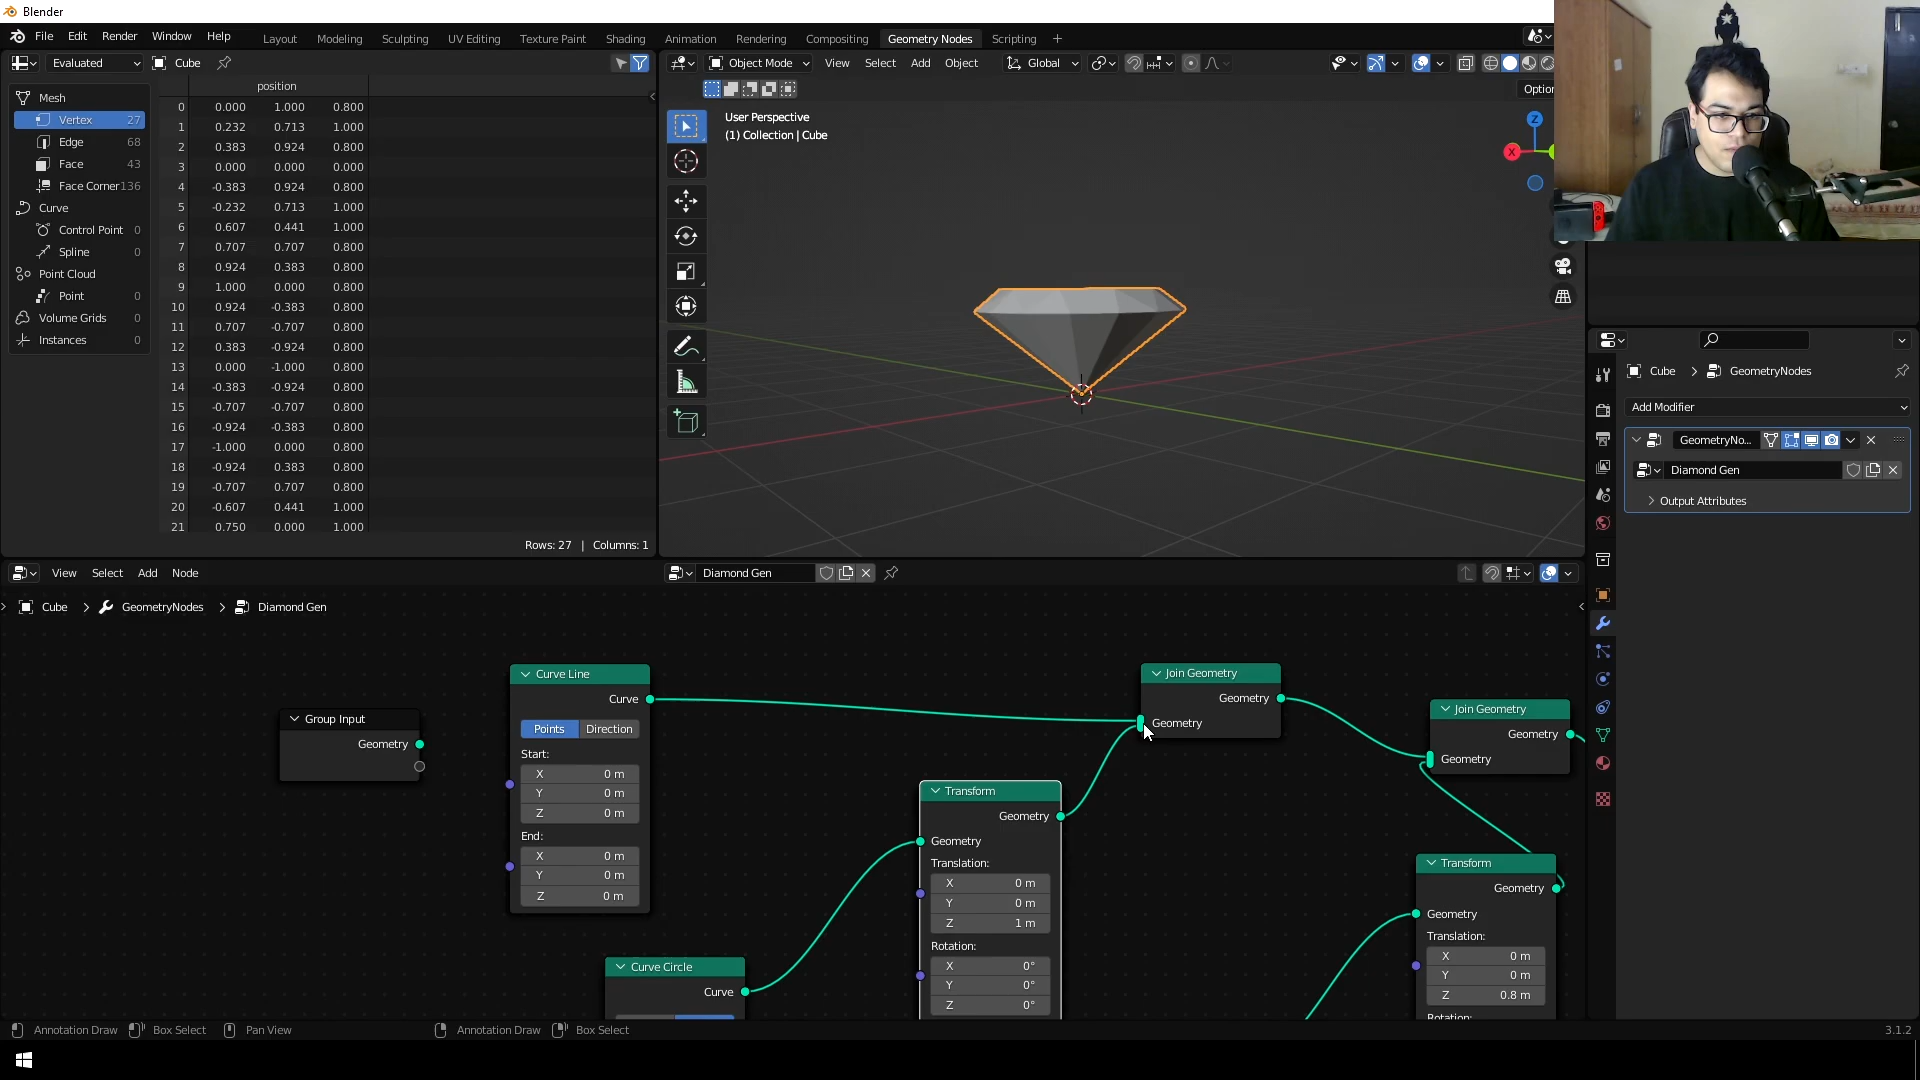 Blender
File Edit Render Window Help
Layout Modeling Sculpting UV Editing Texture Paint Shading Animation Rendering Compositing Geometry Nodes Scripting +
Evaluated Cube
Object Mode View Select Add Object Global
Optio
position
Mesh
Vertex 27
Edge 68
Face 43
Face Corner 136
Curve
Control Point 0
Spline 0
Point Cloud
Point 0
Volume Grids 0
Instances 0
0 0.000 1.000 0.800
1 0.232 0.713 1.000
2 0.383 0.924 0.800
3 0.000 0.000 0.000
4 -0.383 0.924 0.800
5 -0.232 0.713 1.000
6 0.607 0.441 1.000
7 0.707 0.707 0.800
8 0.924 0.383 0.800
9 1.000 0.000 0.800
10 0.924 -0.383 0.800
11 0.707 -0.707 0.800
12 0.383 -0.924 0.800
13 0.000 -1.000 0.800
14 -0.383 -0.924 0.800
15 -0.707 -0.707 0.800
16 -0.924 -0.383 0.800
17 -1.000 0.000 0.800
18 -0.924 0.383 0.800
19 -0.707 0.707 0.800
20 -0.607 0.441 1.000
21 0.750 0.000 1.000
Rows: 27 | Columns: 1
User Perspective
(1) Collection | Cube
Z
X
Cube GeometryNodes
Add Modifier
GeometryNo...
Diamond Gen
Output Attributes
View Select Add Node
Diamond Gen
Cube GeometryNodes Diamond Gen
Group Input
Geometry
Curve Line
Curve
Points Direction
Start:
X 0 m
Y 0 m
Z 0 m
End:
X 0 m
Y 0 m
Z 0 m
Curve Circle
Curve
Transform
Geometry
Geometry
Translation:
X 0 m
Y 0 m
Z 1 m
Rotation:
X 0°
Y 0°
Z 0°
Join Geometry
Geometry
Geometry
Join Geometry
Geometry
Geometry
Transform
Geometry
Geometry
Translation:
X 0 m
Y 0 m
Z 0.8 m
Rotation:
Annotation Draw Box Select Pan View Annotation Draw Box Select
3.1.2